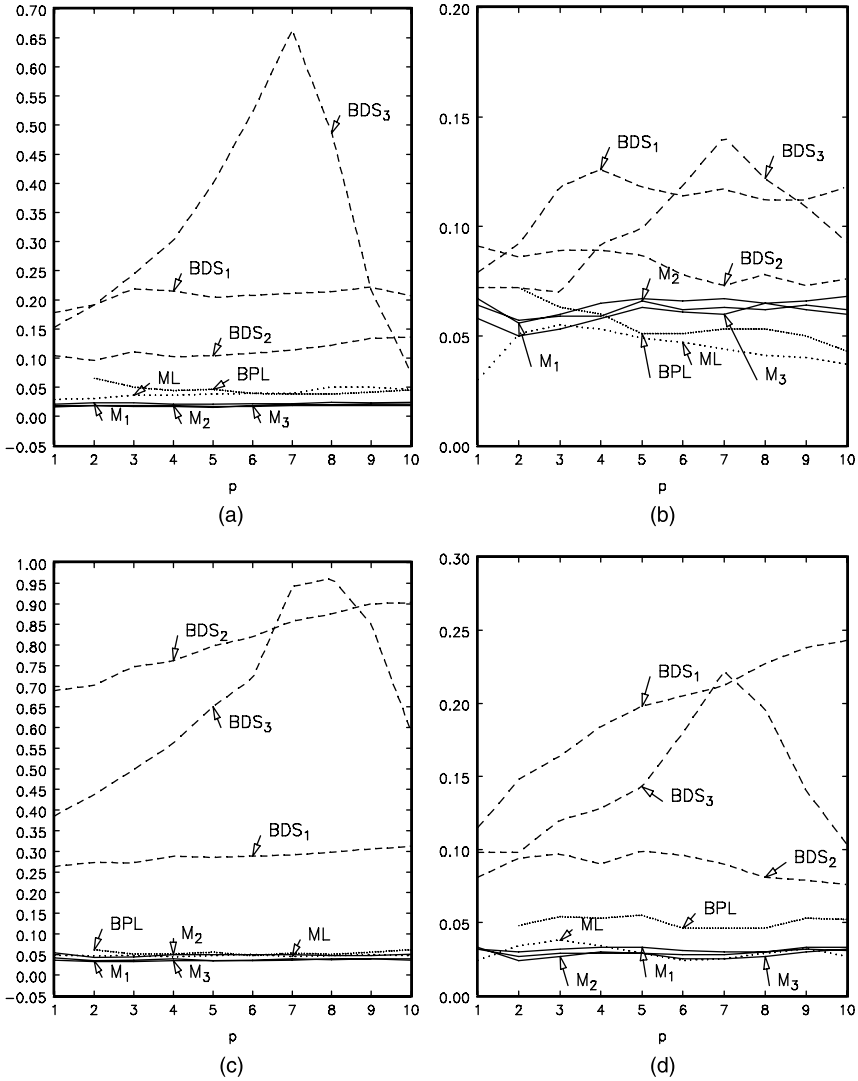 0.70
0.65
0.60
0.55
0.50
0.45
0.40
0.35
0.30
0.25
0.20
0.15
0.10
0.05
0.00
−0.05
BDS3
BDS1
BDS2
ML
BPL
M1
M2
M3
1 2 3 4 5 6 7 8 9 10
p
(a)
0.20
0.15
0.10
0.05
0.00
BDS1
BDS3
BDS2
M2
M1
BPL
ML
M3
1 2 3 4 5 6 7 8 9 10
p
(b)
1.00
0.95
0.90
0.85
0.80
0.75
0.70
0.65
0.60
0.55
0.50
0.45
0.40
0.35
0.30
0.25
0.20
0.15
0.10
0.05
0.00
−0.05
BDS2
BDS3
BDS1
BPL
M2
ML
M1
M3
1 2 3 4 5 6 7 8 9 10
p
(c)
0.30
0.25
0.20
0.15
0.10
0.05
0.00
BDS1
BDS3
BDS2
BPL
ML
M2
M1
M3
1 2 3 4 5 6 7 8 9 10
p
(d)